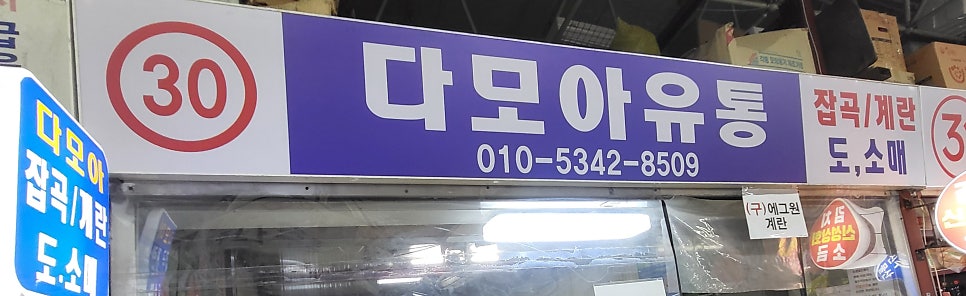 30
다모아유통
010-5342-8509
잡곡/계란
도,소매
다모아
잡곡/계란
도.소매
(구)에그원
계란